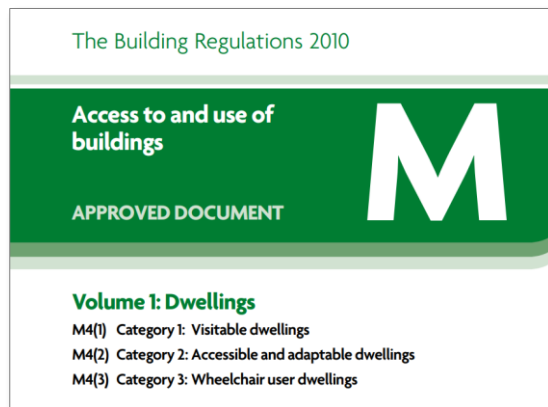 The Building Regulations 2010
Access to and use of
buildings
M
APPROVED DOCUMENT
Volume 1: Dwellings
M4(1) Category 1: Visitable dwellings
M4(2) Category 2: Accessible and adaptable dwellings
M4(3) Category 3: Wheelchair user dwellings